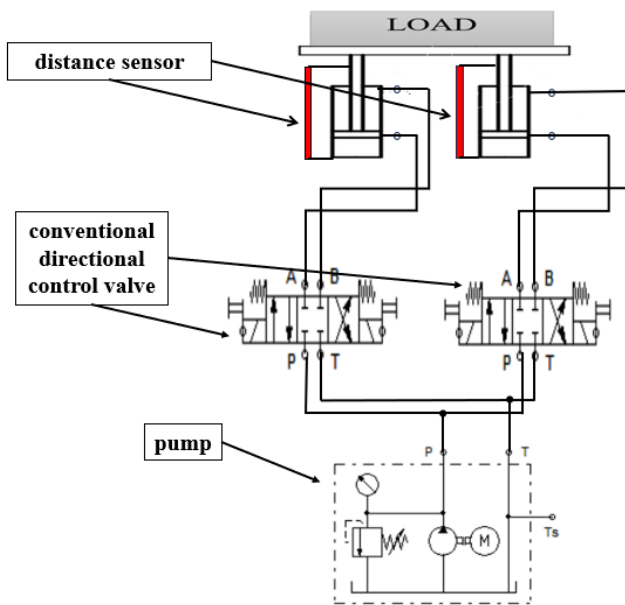 LOAD
distance sensor
conventional
directional
control valve
A B
A B
P T
P T
pump
P T
M
Ts